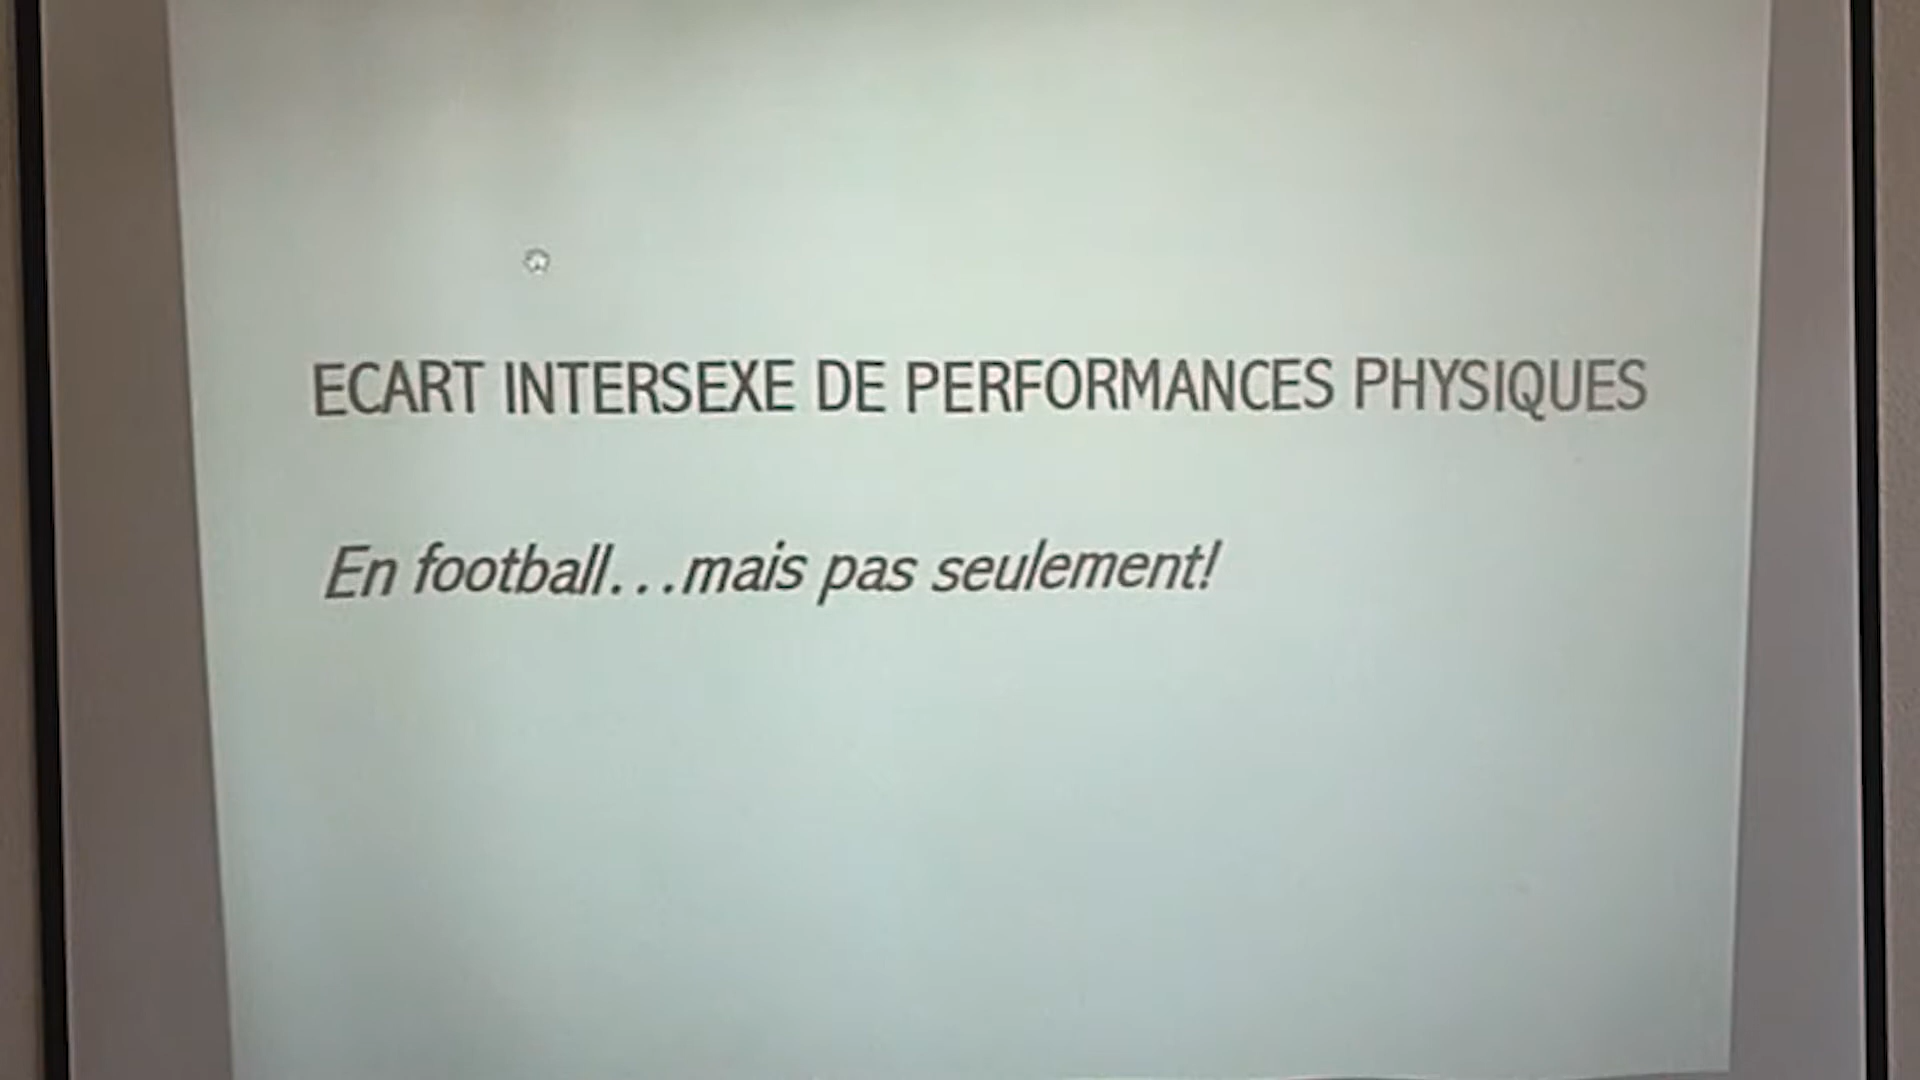 ECART INTERSEXE DE PERFORMANCES PHYSIQUES
En football...mais pas seulement!